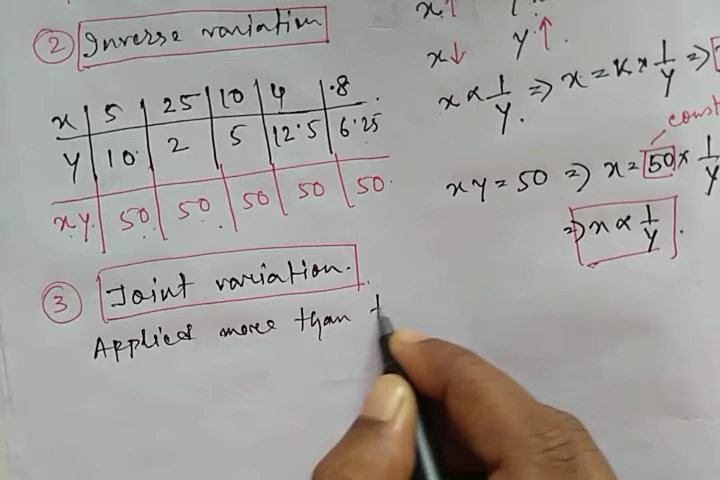 ② Inverse variation
x 5 25 10 4 .8
y 10. 2 5 12.5 6.25
xy. 50 50 50 50 50.
x↑
x↓ y↑.
x ∝ 1/y. ⇒ x = K × 1/y ⇒
const
xy = 50 ⇒ x = 50 × 1/y
⇒ x ∝ 1/y.
③ Joint variation.
Applied more than t